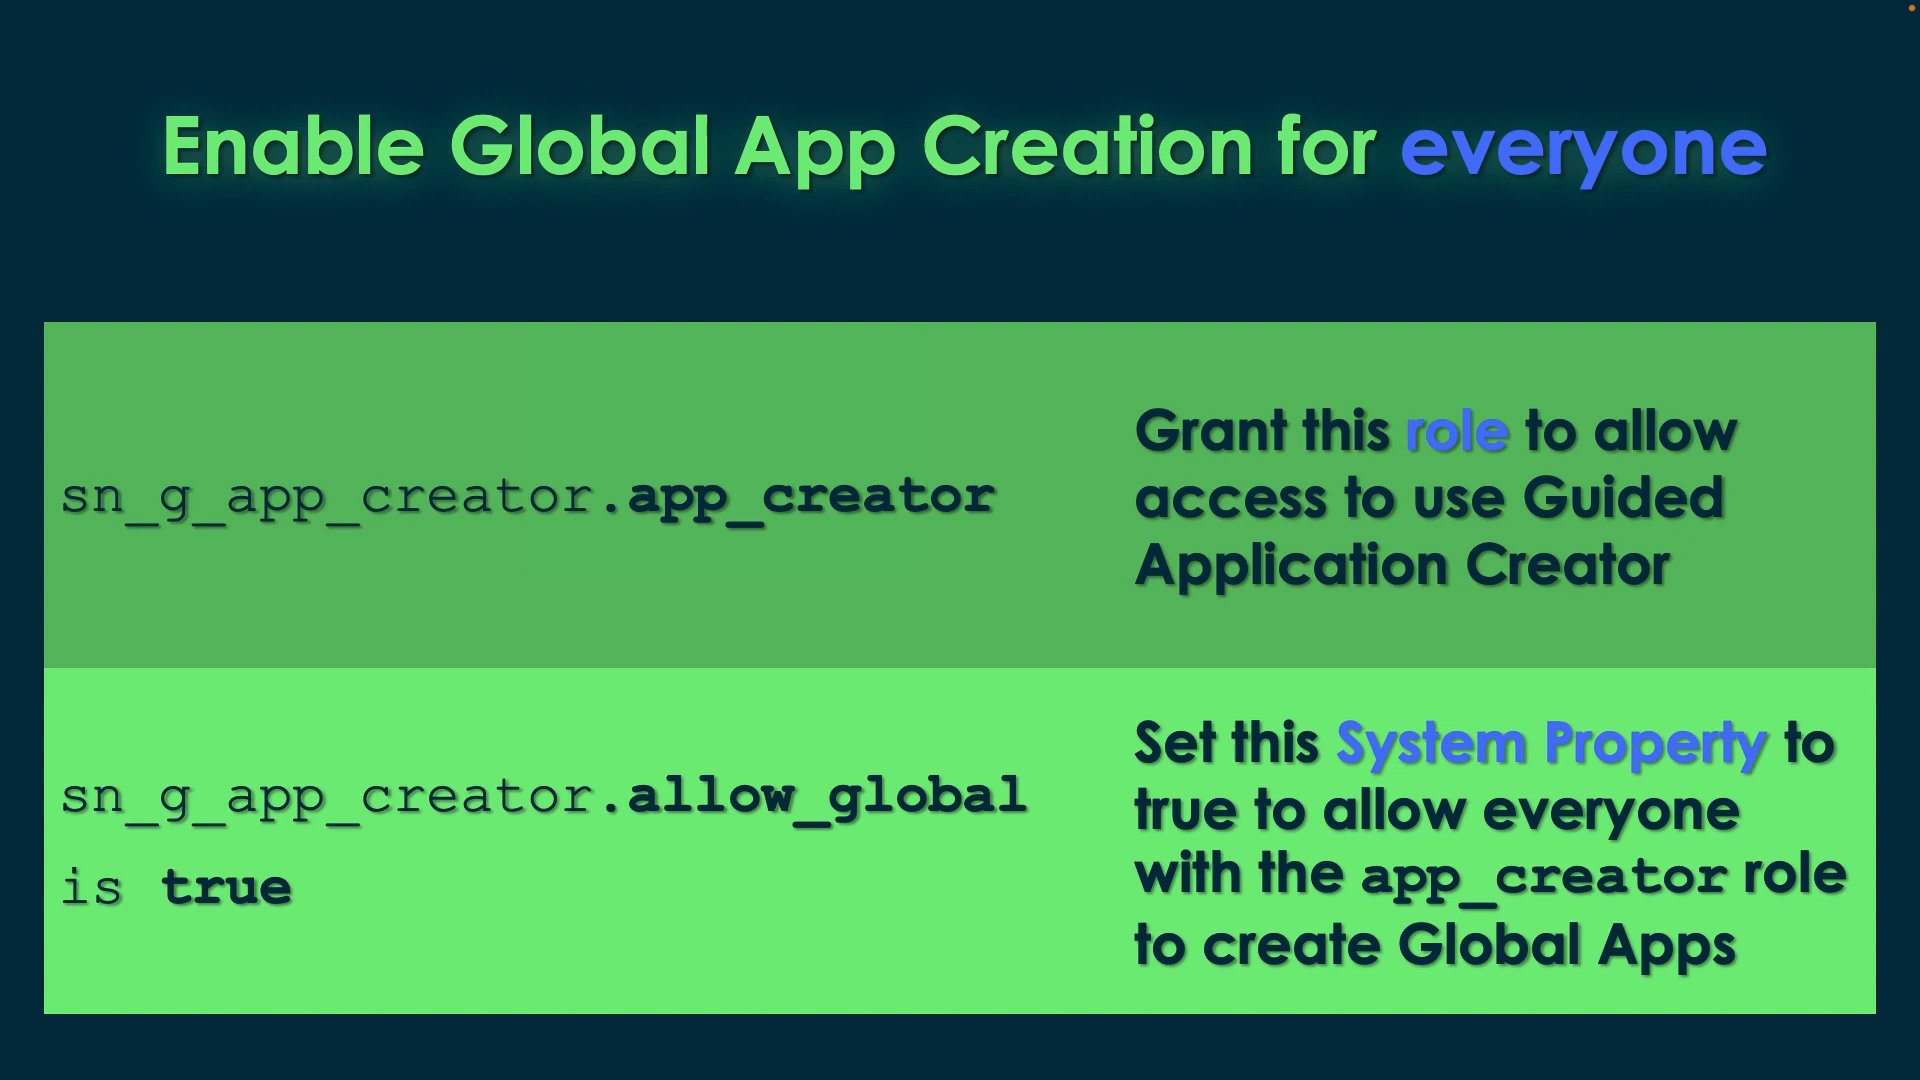 Enable Global App Creation for everyone
sn_g_app_creator.app_creator
Grant this role to allow
access to use Guided
Application Creator
sn_g_app_creator.allow_global
is true
Set this System Property to
true to allow everyone
with the app_creator role
to create Global Apps